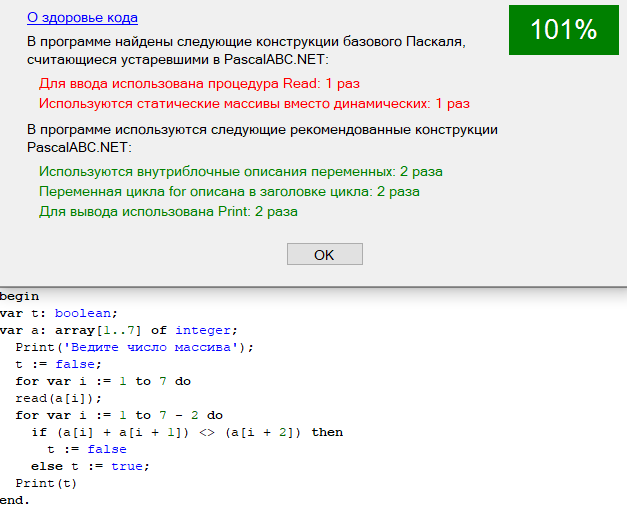 О здоровье кода
101%
В программе найдены следующие конструкции базового Паскаля,
считающиеся устаревшими в PascalABC.NET:
Для ввода использована процедура Read: 1 раз
Используются статические массивы вместо динамических: 1 раз
В программе используются следующие рекомендованные конструкции
PascalABC.NET:
Используются внутриблочные описания переменных: 2 раза
Переменная цикла for описана в заголовке цикла: 2 раза
Для вывода использована Print: 2 раза
OK
begin
var t: boolean;
var a: array[1..7] of integer;
  Print('Ведите число массива');
  t := false;
  for var i := 1 to 7 do
  read(a[i]);
  for var i := 1 to 7 - 2 do
    if (a[i] + a[i + 1]) <> (a[i + 2]) then
      t := false
    else t := true;
  Print(t)
end.